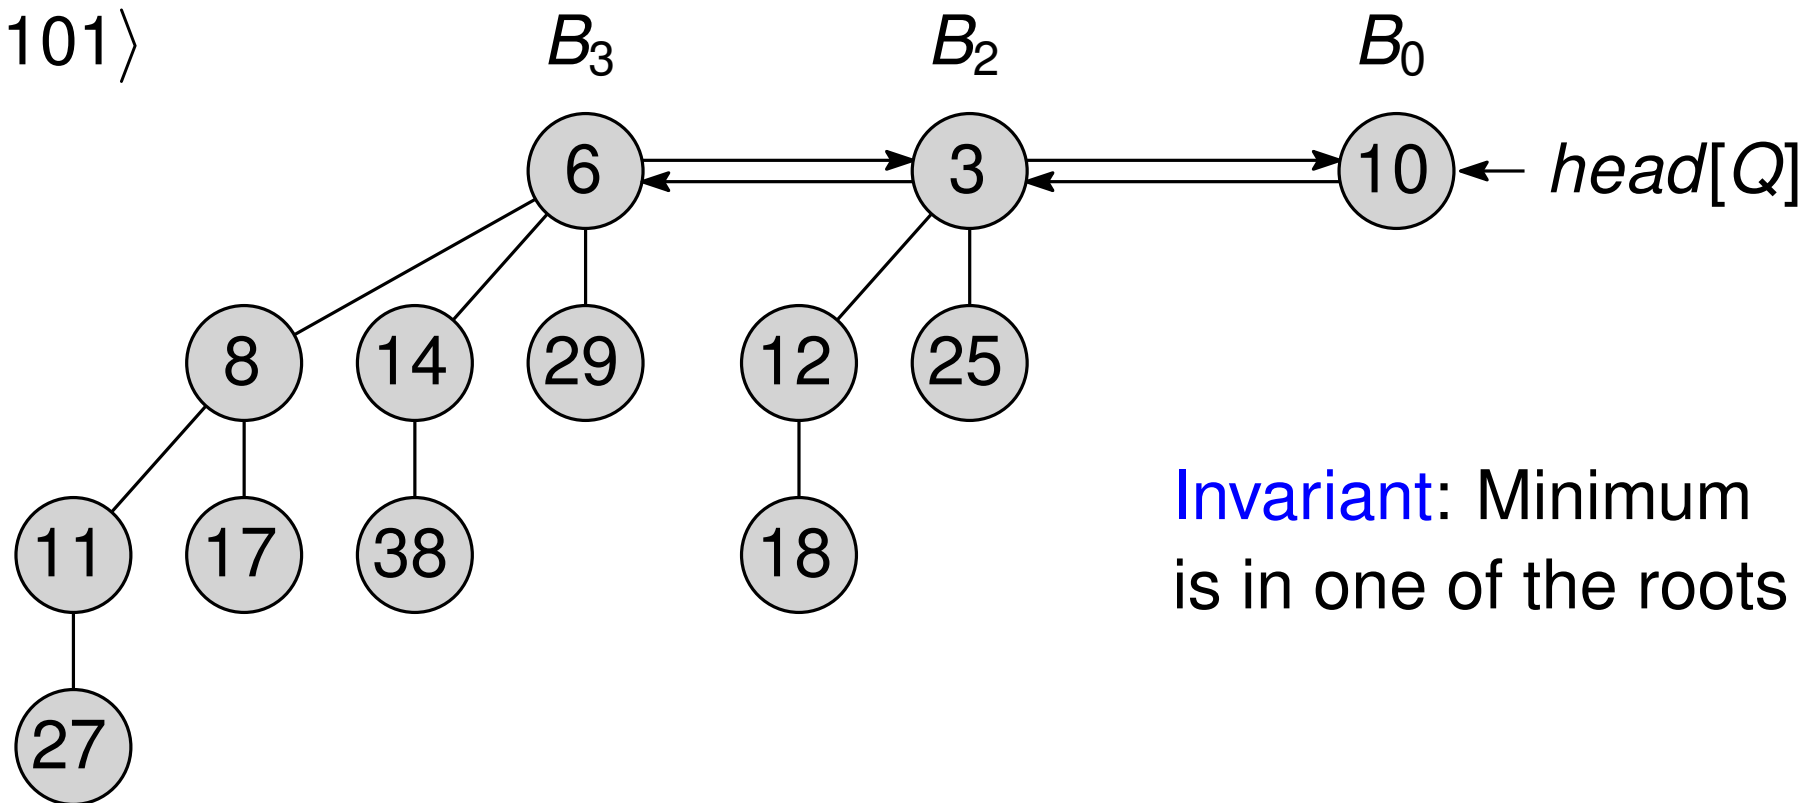 101⟩ B₃ B₂ B₀
6 3 10 head[Q]
8 14 29 12 25
Invariant: Minimum
11 17 38 18
is in one of the roots
27